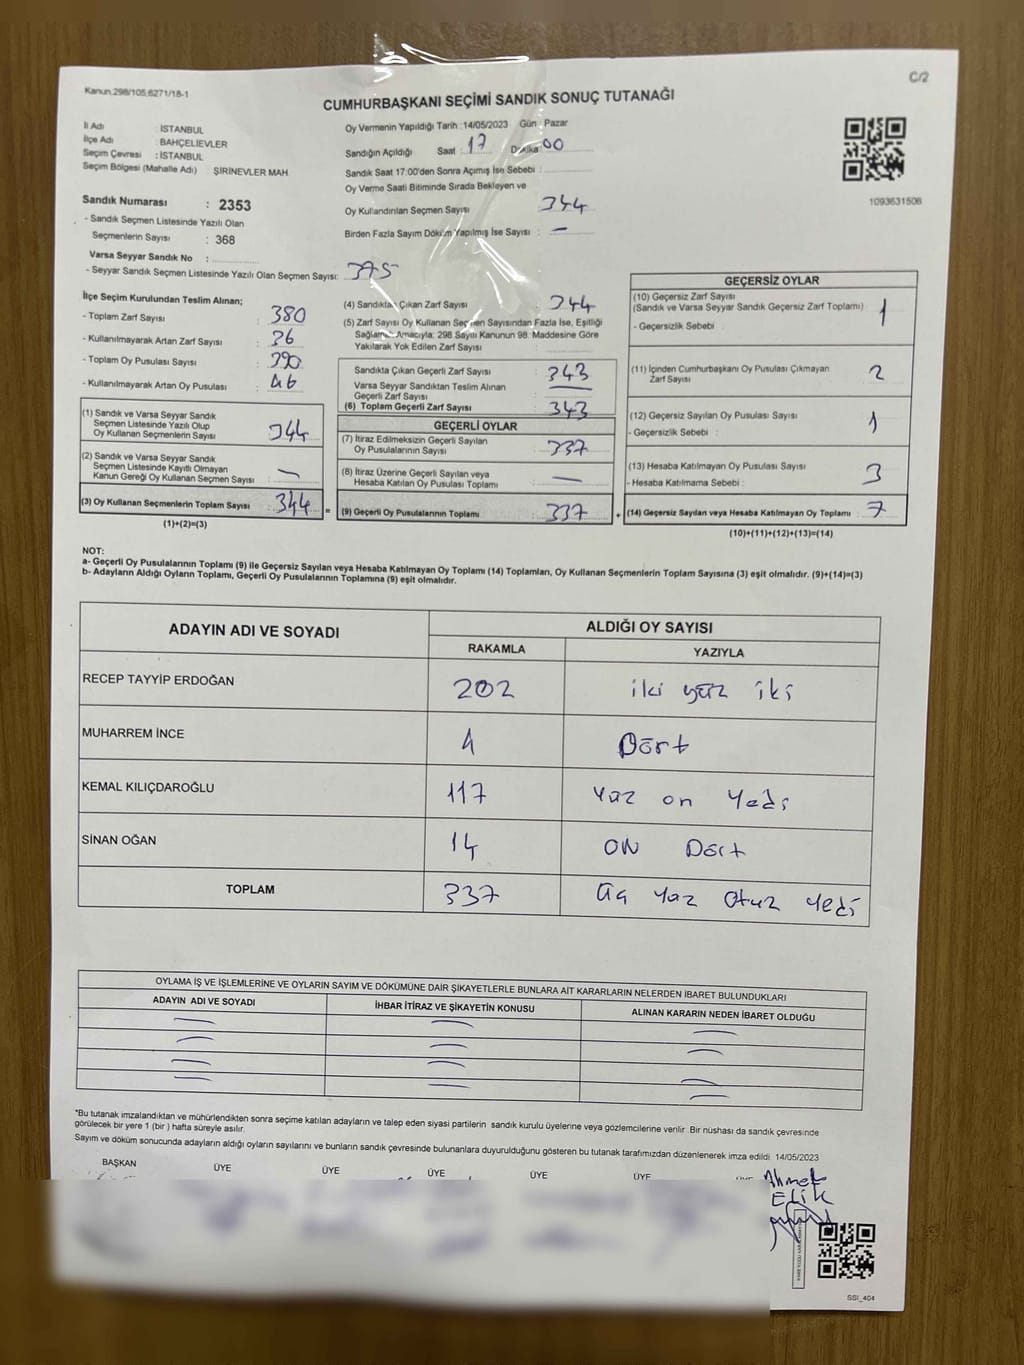 Kanun.298/105,6271/18-1
C/2
CUMHURBAŞKANI SEÇİMİ SANDIK SONUÇ TUTANAĞI
İl Adı : İSTANBUL
İlçe Adı : BAHÇELİEVLER
Seçim Çevresi : İSTANBUL
Seçim Bölgesi (Mahalle Adı) ŞİRİNEVLER MAH.
Sandık Numarası : 2353
- Sandık Seçmen Listesinde Yazılı Olan
Seçmenlerin Sayısı : 368
Varsa Seyyar Sandık No :
- Seyyar Sandık Seçmen Listesinde Yazılı Olan Seçmen Sayısı: 375
Oy Vermenin Yapıldığı Tarih :14/05/2023 Gün : Pazar
Sandığın Açıldığı Saat : 17 Dakika 00
Sandık Saat 17:00'den Sonra Açımış İse Sebebi :
Oy Verme Saati Bitiminde Sırada Bekleyen ve
Oy Kullandırılan Seçmen Sayısı 344
Birden Fazla Sayım Döküm Yapılmış İse Sayısı : —
1093631506
İlçe Seçim Kurulundan Teslim Alınan;
- Toplam Zarf Sayısı : 380
- Kullanılmayarak Artan Zarf Sayısı : 36
- Toplam Oy Pusulası Sayısı : 390
- Kullanılmayarak Artan Oy Pusulası : 46
(1) Sandık ve Varsa Seyyar Sandık
Seçmen Listesinde Yazılı Olup
Oy Kullanan Seçmenlerin Sayısı : 344
(2) Sandık ve Varsa Seyyar Sandık
Seçmen Listesinde Kayıtlı Olmayan
Kanun Gereği Oy Kullanan Seçmen Sayısı : —
(3) Oy Kullanan Seçmenlerin Toplam Sayısı : 344 =
(1)+(2)=(3)
(4) Sandıktan Çıkan Zarf Sayısı : 344
(5) Zarf Sayısı Oy Kullanan Seçmen Sayısından Fazla İse, Eşitliği
Sağlamak Amacıyla; 298 Sayılı Kanunun 98. Maddesine Göre
Yakılarak Yok Edilen Zarf Sayısı :
Sandıkta Çıkan Geçerli Zarf Sayısı : 343
Varsa Seyyar Sandıktan Teslim Alınan
Geçerli Zarf Sayısı : —
(6) Toplam Geçerli Zarf Sayısı : 343
GEÇERLİ OYLAR
(7) İtiraz Edilmeksizin Geçerli Sayılan
Oy Pusulalarının Sayısı : 337
(8) İtiraz Üzerine Geçerli Sayılan veya
Hesaba Katılan Oy Pusulası Toplamı : —
(9) Geçerli Oy Pusulalarının Toplamı : 337 +
GEÇERSİZ OYLAR
(10) Geçersiz Zarf Sayısı
(Sandık ve Varsa Seyyar Sandık Geçersiz Zarf Toplamı) : 1
- Geçersizlik Sebebi :
(11) İçinden Cumhurbaşkanı Oy Pusulası Çıkmayan
Zarf Sayısı : 2
(12) Geçersiz Sayılan Oy Pusulası Sayısı : 1
- Geçersizlik Sebebi :
(13) Hesaba Katılmayan Oy Pusulası Sayısı : 3
- Hesaba Katılmama Sebebi :
(14) Geçersiz Sayılan veya Hesaba Katılmayan Oy Toplamı : 7
(10)+(11)+(12)+(13)=(14)
NOT:
a- Geçerli Oy Pusulalarının Toplamı (9) ile Geçersiz Sayılan veya Hesaba Katılmayan Oy Toplamı (14) Toplamları, Oy Kullanan Seçmenlerin Toplam Sayısına (3) eşit olmalıdır. (9)+(14)=(3)
b- Adayların Aldığı Oyların Toplamı, Geçerli Oy Pusulalarının Toplamına (9) eşit olmalıdır.
ADAYIN ADI VE SOYADI ALDIĞI OY SAYISI
RAKAMLA YAZIYLA
RECEP TAYYİP ERDOĞAN 202 iki yüz iki
MUHARREM İNCE 4 Dört
KEMAL KILIÇDAROĞLU 117 Yüz on Yedi
SİNAN OĞAN 14 ON Dört
TOPLAM 337 Üç Yüz Otuz Yedi
OYLAMA İŞ VE İŞLEMLERİNE VE OYLARIN SAYIM VE DÖKÜMÜNE DAİR ŞİKAYETLERLE BUNLARA AİT KARARLARIN NELERDEN İBARET BULUNDUKLARI
ADAYIN ADI VE SOYADI İHBAR İTİRAZ VE ŞİKAYETİN KONUSU ALINAN KARARIN NEDEN İBARET OLDUĞU
*Bu tutanak imzalandıktan ve mühürlendikten sonra seçime katılan adayların ve talep eden siyasi partilerin sandık kurulu üyelerine veya gözlemcilerine verilir .Bir nüshası da sandık çevresinde
görülecek bir yere 1 (bir ) hafta süreyle asılır.
Sayım ve döküm sonucunda adayların aldığı oyların sayılarını ve bunların sandık çevresinde bulunanlara duyurulduğunu gösteren bu tutanak tarafımızdan düzenlenerek imza edildi. 14/05/2023
BAŞKAN ÜYE ÜYE ÜYE ÜYE ÜYE
Ahmet
ELİK
SSI_404